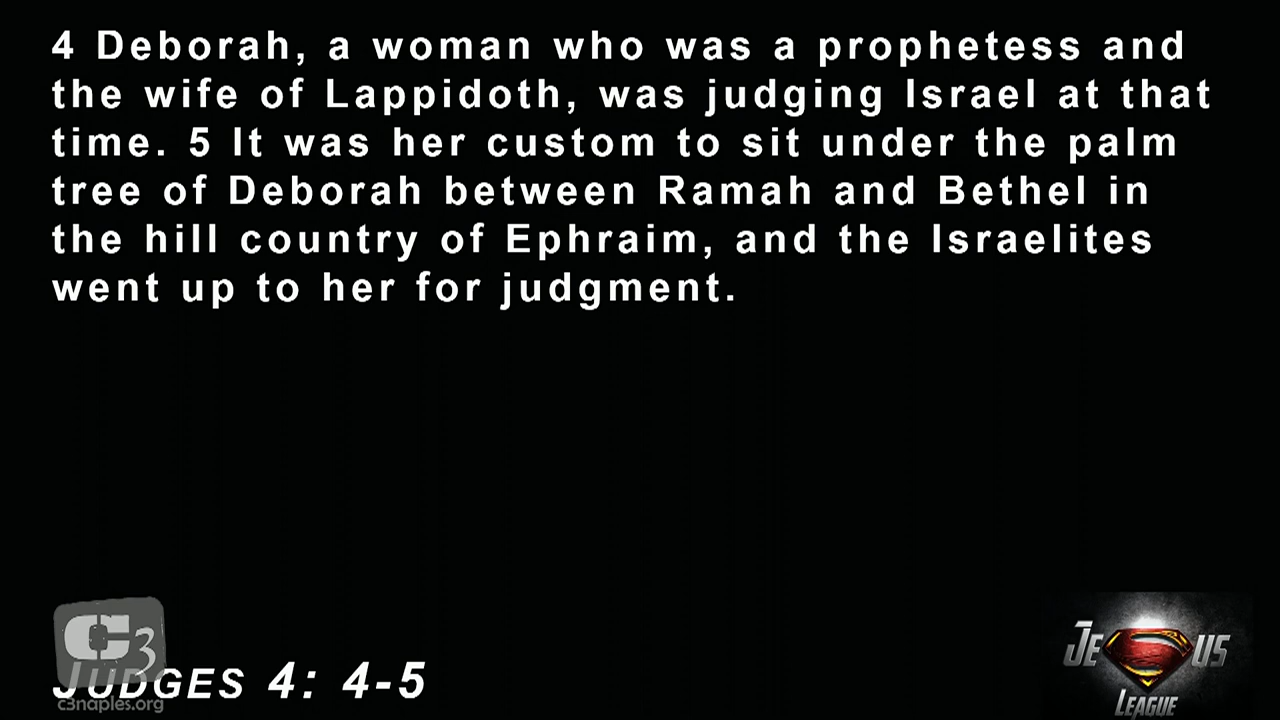 4 Deborah, a woman who was a prophetess and
the wife of Lappidoth, was judging Israel at that
time. 5 It was her custom to sit under the palm
tree of Deborah between Ramah and Bethel in
the hill country of Ephraim, and the Israelites
went up to her for judgment.
C3
JUDGES 4: 4-5
c3naples.org
JESUS
LEAGUE